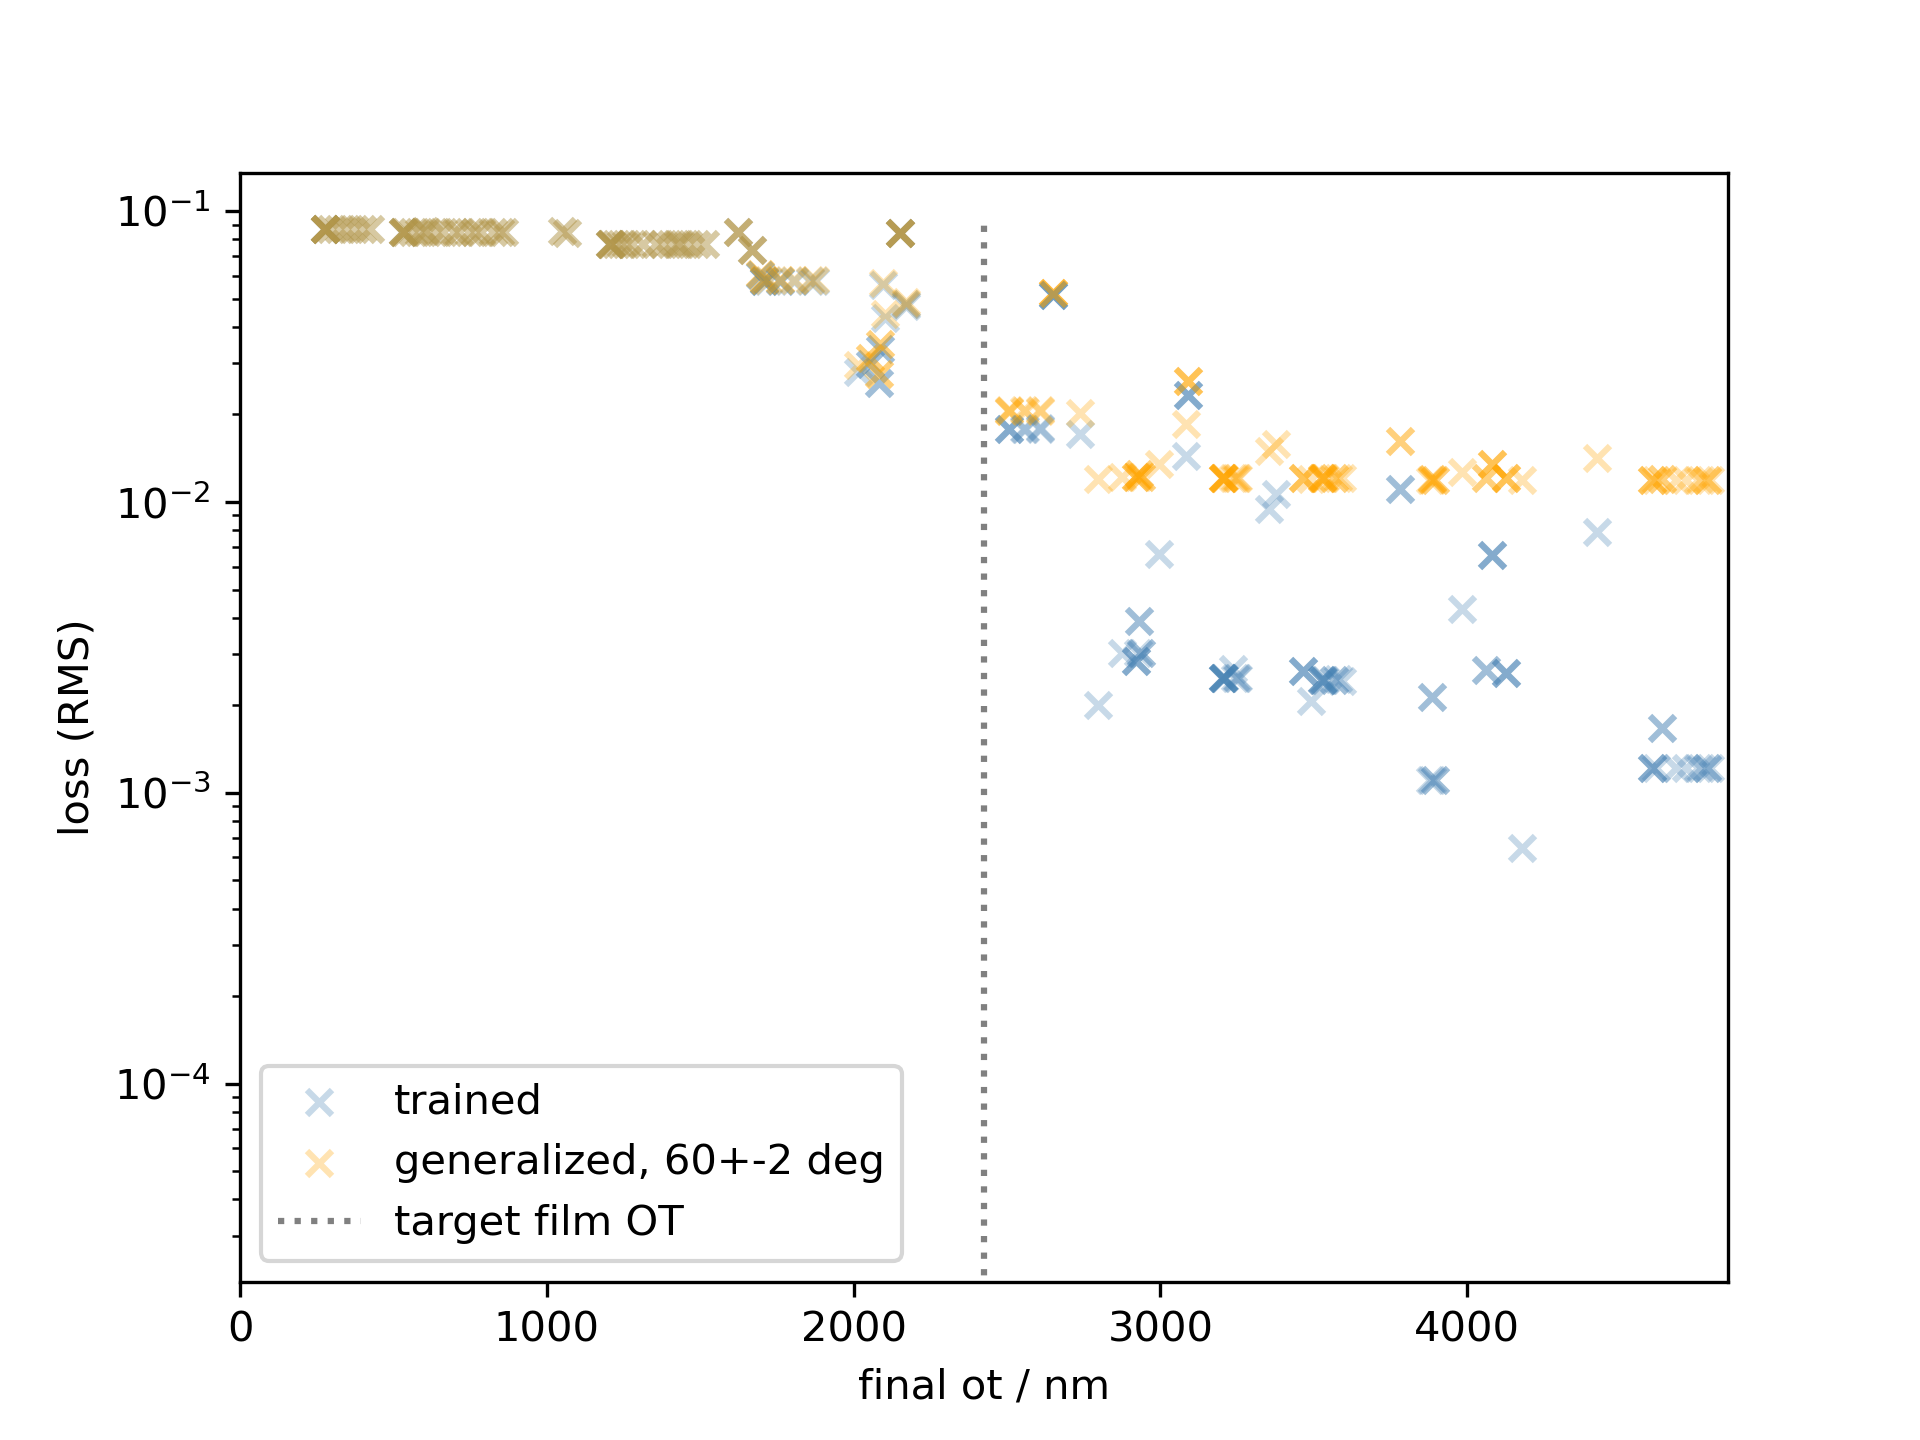 10⁻¹
10⁻²
10⁻³
10⁻⁴
loss (RMS)
trained
generalized, 60+-2 deg
target film OT
0 1000 2000 3000 4000
final ot / nm